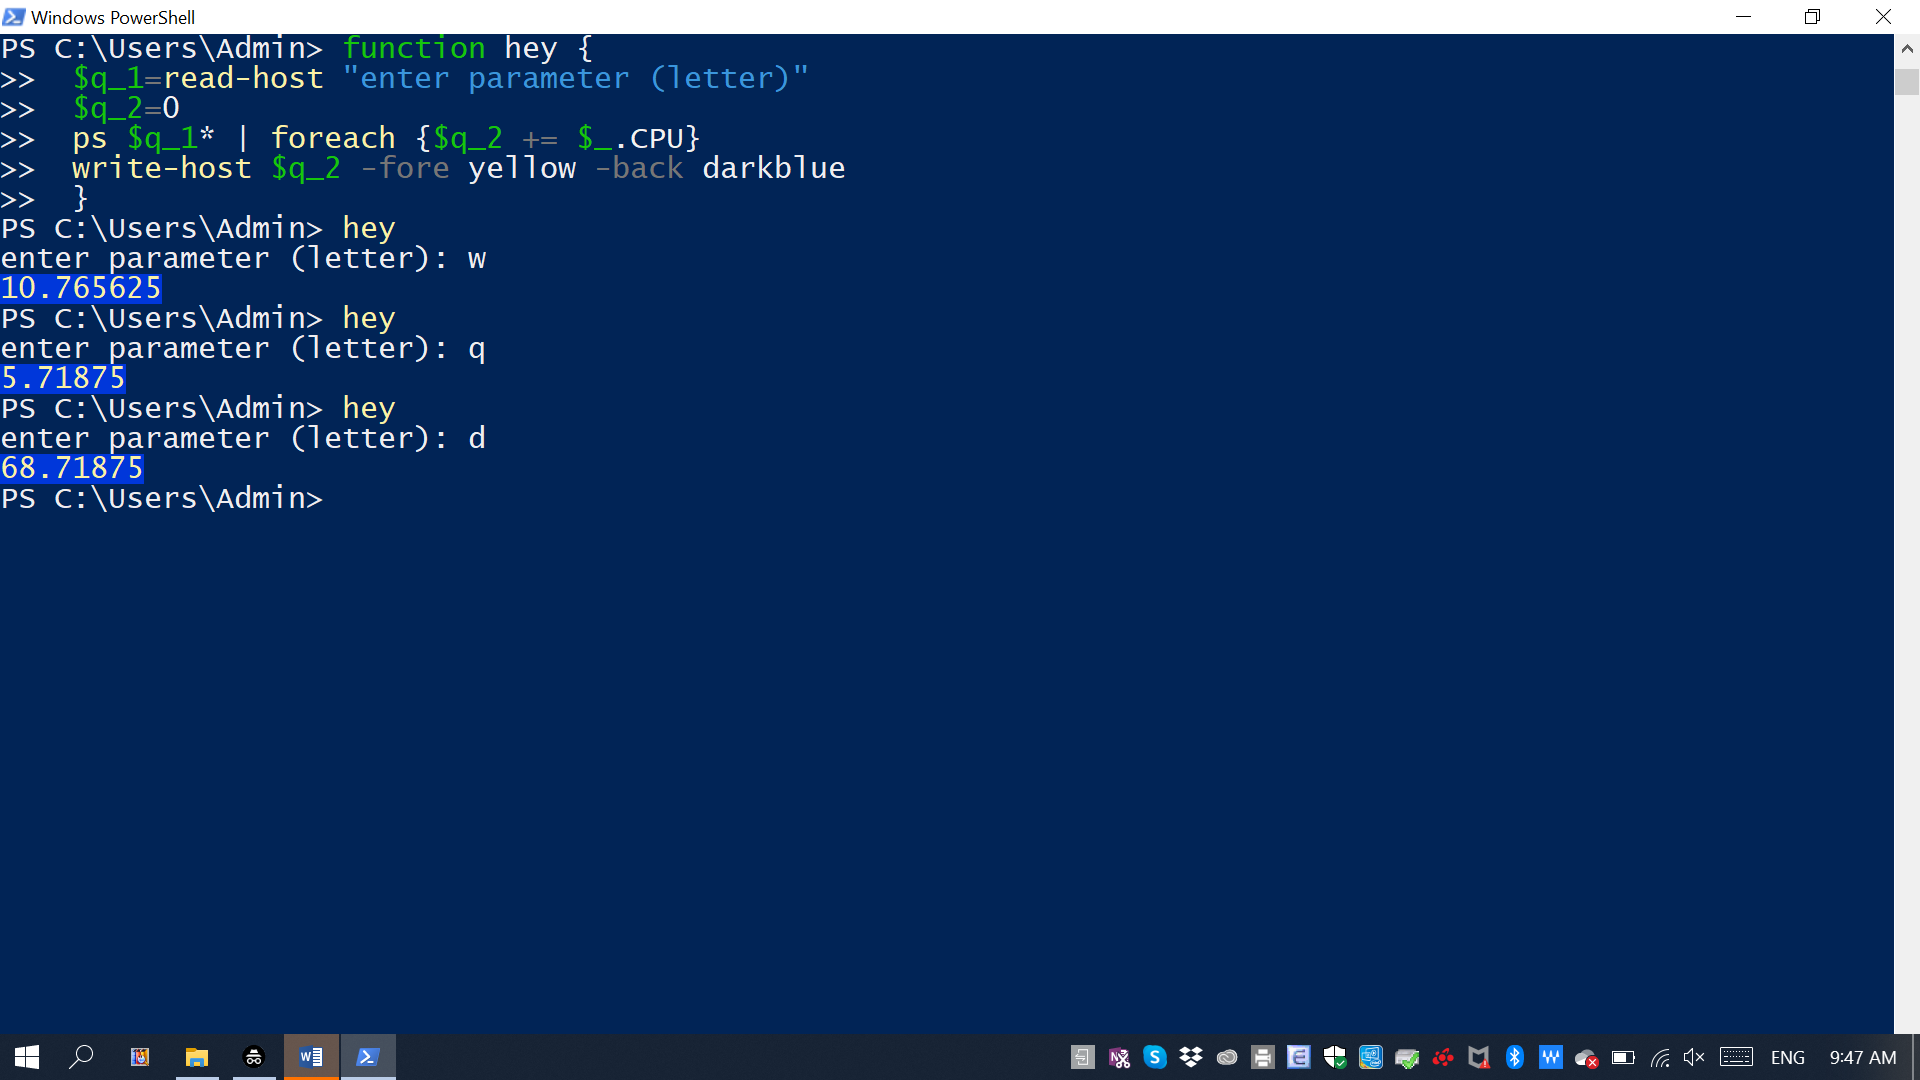 Windows PowerShell
PS C:\Users\Admin> function hey {
>>  $q_1=read-host "enter parameter (letter)"
>>  $q_2=0
>>  ps $q_1* | foreach {$q_2 += $_.CPU}
>>  write-host $q_2 -fore yellow -back darkblue
>>  }
PS C:\Users\Admin> hey
enter parameter (letter): w
10.765625
PS C:\Users\Admin> hey
enter parameter (letter): q
5.71875
PS C:\Users\Admin> hey
enter parameter (letter): d
68.71875
PS C:\Users\Admin>
ENG 9:47 AM